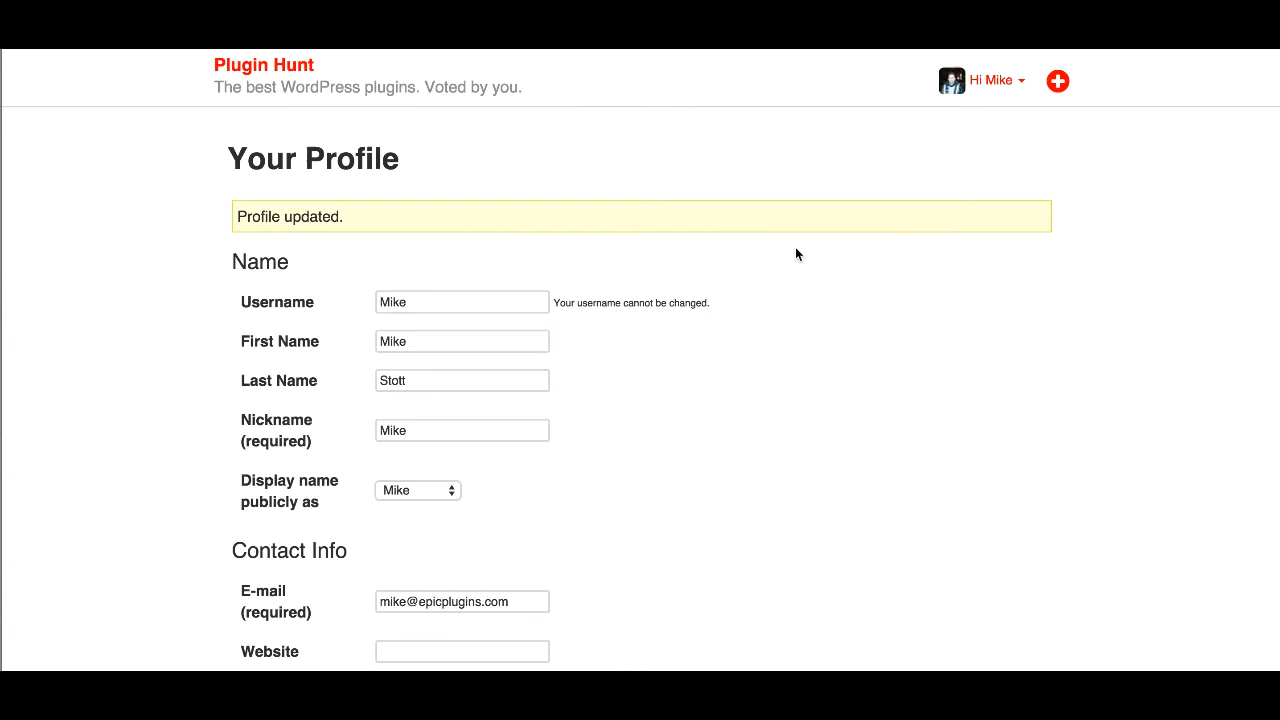 Plugin Hunt
The best WordPress plugins. Voted by you.
Hi Mike
Your Profile
Profile updated.
Name
Username Mike Your username cannot be changed.
First Name Mike
Last Name Stott
Nickname
(required) Mike
Display name
publicly as Mike
Contact Info
E-mail
(required) mike@epicplugins.com
Website